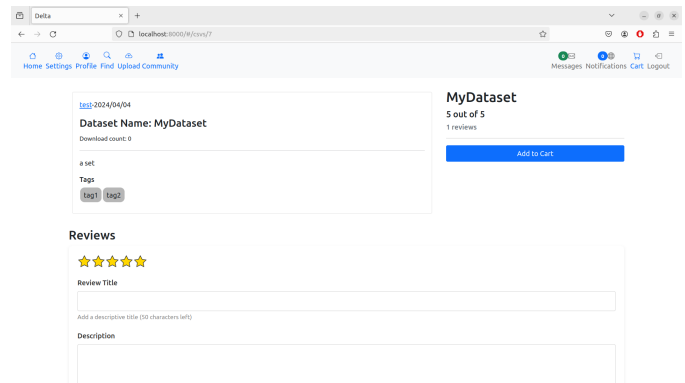 Delta
localhost:8000/#/csvs/7
Home Settings Profile Find Upload Community
0 0
Messages Notifications Cart Logout
test-2024/04/04
Dataset Name: MyDataset
Download count: 0
a set
Tags
tag1 tag2
MyDataset
5 out of 5
1 reviews
Add to Cart
Reviews
Review Title
Add a descriptive title (50 characters left)
Description